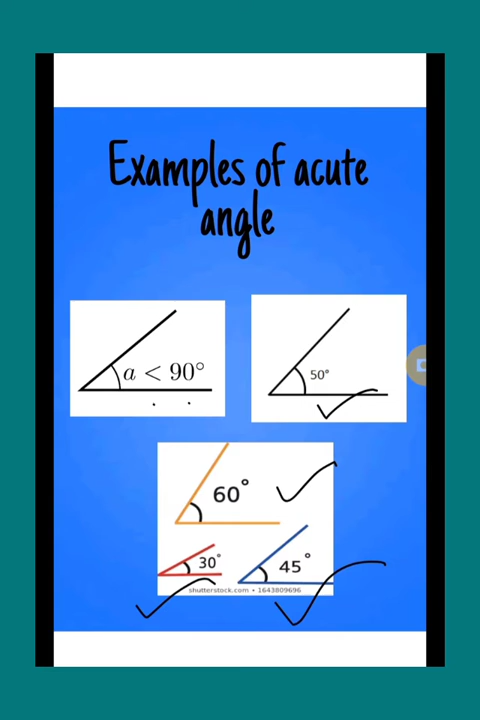 Examples of acute
angle
a < 90°
50°
60°
30°
45°
shutterstock.com • 1643809696